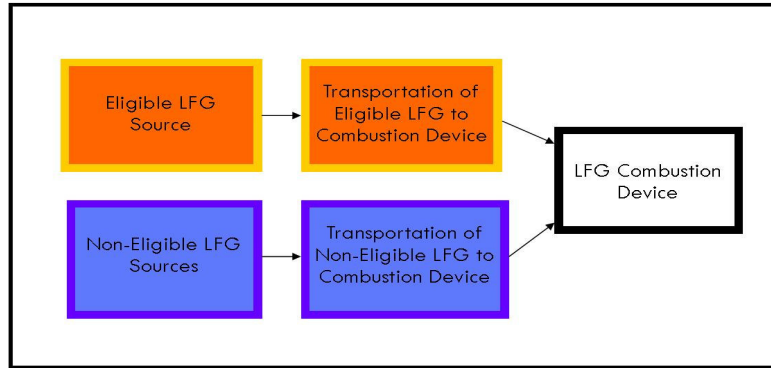 Eligible LFG
Source
Transportation of
Eligible LFG to
Combustion Device
LFG Combustion
Device
Non-Eligible LFG
Sources
Transportation of
Non-Eligible LFG to
Combustion Device